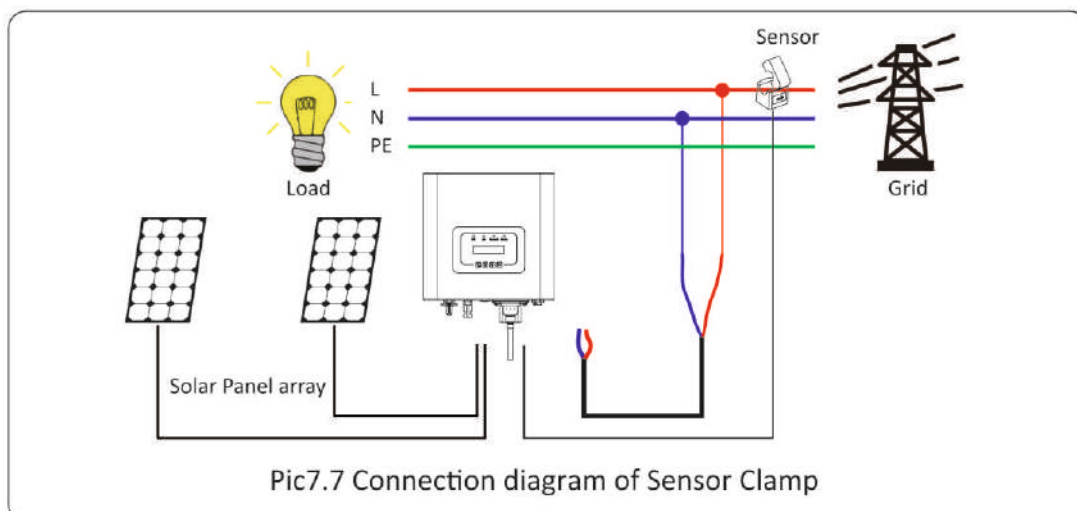 Sensor
L
N
PE
Load
Grid
Solar Panel array
Pic7.7 Connection diagram of Sensor Clamp